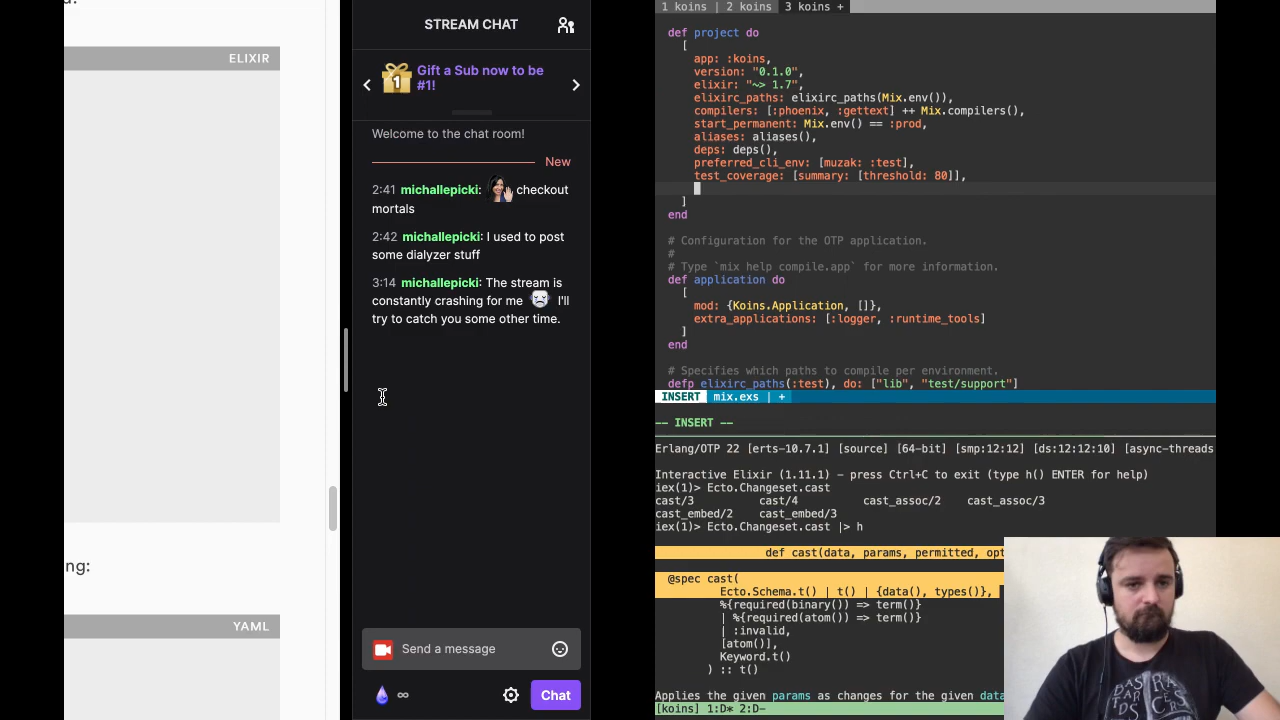 ELIXIR
ng:
YAML
STREAM CHAT
1
Gift a Sub now to be
#1!
Welcome to the chat room!
New
2:41 michallepicki: checkout
mortals
2:42 michallepicki: I used to post
some dialyzer stuff
3:14 michallepicki: The stream is
constantly crashing for me I'll
try to catch you some other time.
Send a message
∞
Chat
1 koins | 2 koins 3 koins +
def project do
[
app: :koins,
version: "0.1.0",
elixir: "~> 1.7",
elixirc_paths: elixirc_paths(Mix.env()),
compilers: [:phoenix, :gettext] ++ Mix.compilers(),
start_permanent: Mix.env() == :prod,
aliases: aliases(),
deps: deps(),
preferred_cli_env: [muzak: :test],
test_coverage: [summary: [threshold: 80]],
]
end
# Configuration for the OTP application.
#
# Type `mix help compile.app` for more information.
def application do
[
mod: {Koins.Application, []},
extra_applications: [:logger, :runtime_tools]
]
end
# Specifies which paths to compile per environment.
defp elixirc_paths(:test), do: ["lib", "test/support"]
INSERT mix.exs | +
-- INSERT --
Erlang/OTP 22 [erts-10.7.1] [source] [64-bit] [smp:12:12] [ds:12:12:10] [async-threads
Interactive Elixir (1.11.1) - press Ctrl+C to exit (type h() ENTER for help)
iex(1)> Ecto.Changeset.cast
cast/3 cast/4 cast_assoc/2 cast_assoc/3
cast_embed/2 cast_embed/3
iex(1)> Ecto.Changeset.cast |> h
def cast(data, params, permitted, opt
@spec cast(
Ecto.Schema.t() | t() | {data(), types()},
%{required(binary()) => term()}
| %{required(atom()) => term()}
| :invalid,
[atom()],
Keyword.t()
) :: t()
Applies the given params as changes for the given data
[koins] 1:D* 2:D-